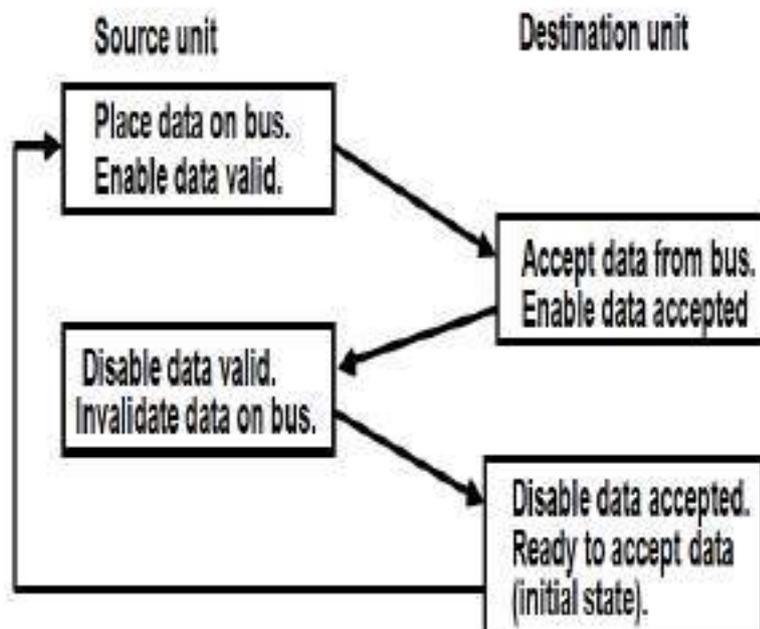 Source unit
Destination unit
Place data on bus.
Enable data valid.
Accept data from bus.
Enable data accepted
Disable data valid.
Invalidate data on bus.
Disable data accepted.
Ready to accept data
(initial state).